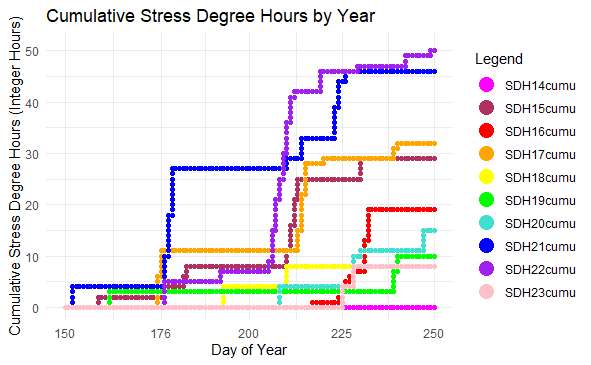 Cumulative Stress Degree Hours by Year
Cumulative Stress Degree Hours (Integer Hours)
50
40
30
20
10
0
150
176
200
225
250
Day of Year
Legend
SDH14cumu
SDH15cumu
SDH16cumu
SDH17cumu
SDH18cumu
SDH19cumu
SDH20cumu
SDH21cumu
SDH22cumu
SDH23cumu